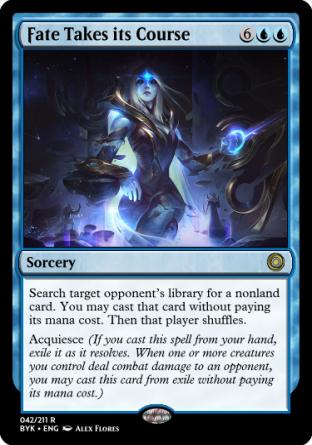 Fate Takes its Course 6
Sorcery
Search target opponent's library for a nonland
card. You may cast that card without paying
its mana cost. Then that player shuffles.
Acquiesce (If you cast this spell from your hand,
exile it as it resolves. When one or more creatures
you control deal combat damage to an opponent,
you may cast this card from exile without paying
its mana cost.)
042/211 R
BYK • ENG Alex Flores